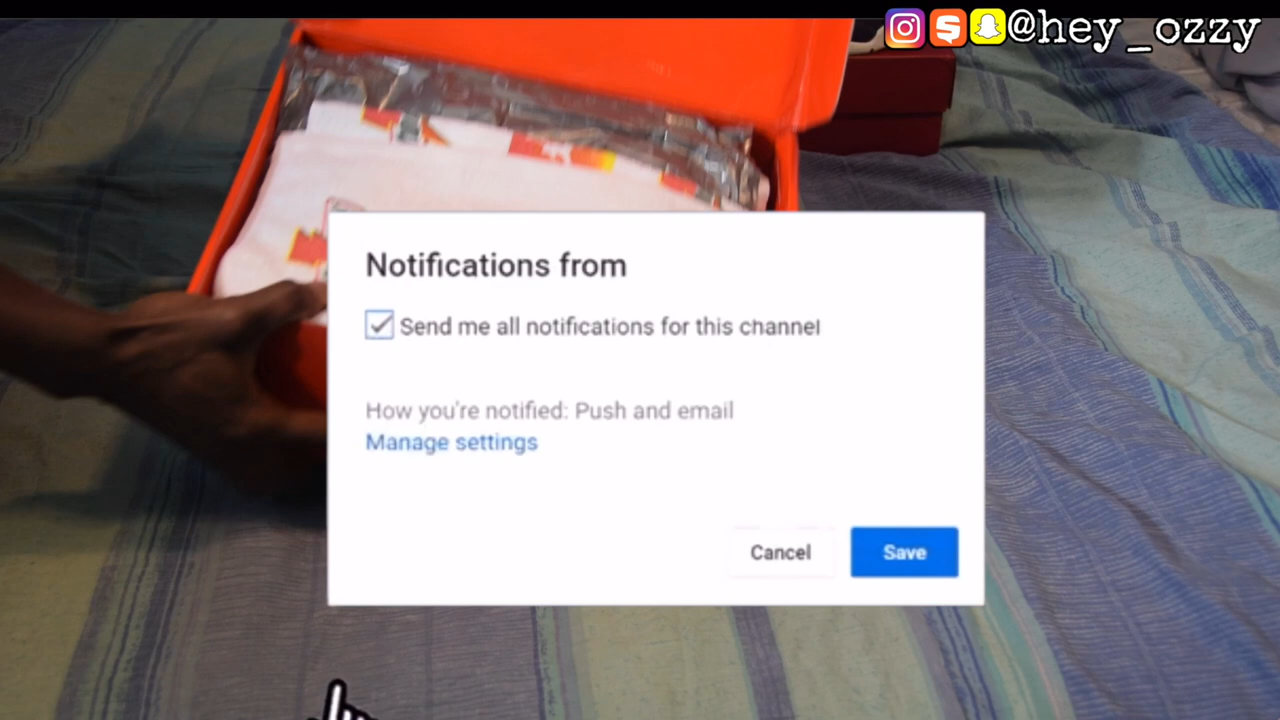 @hey_ozzy
Notifications from
Send me all notifications for this channel
How you're notified: Push and email
Manage settings
Cancel
Save